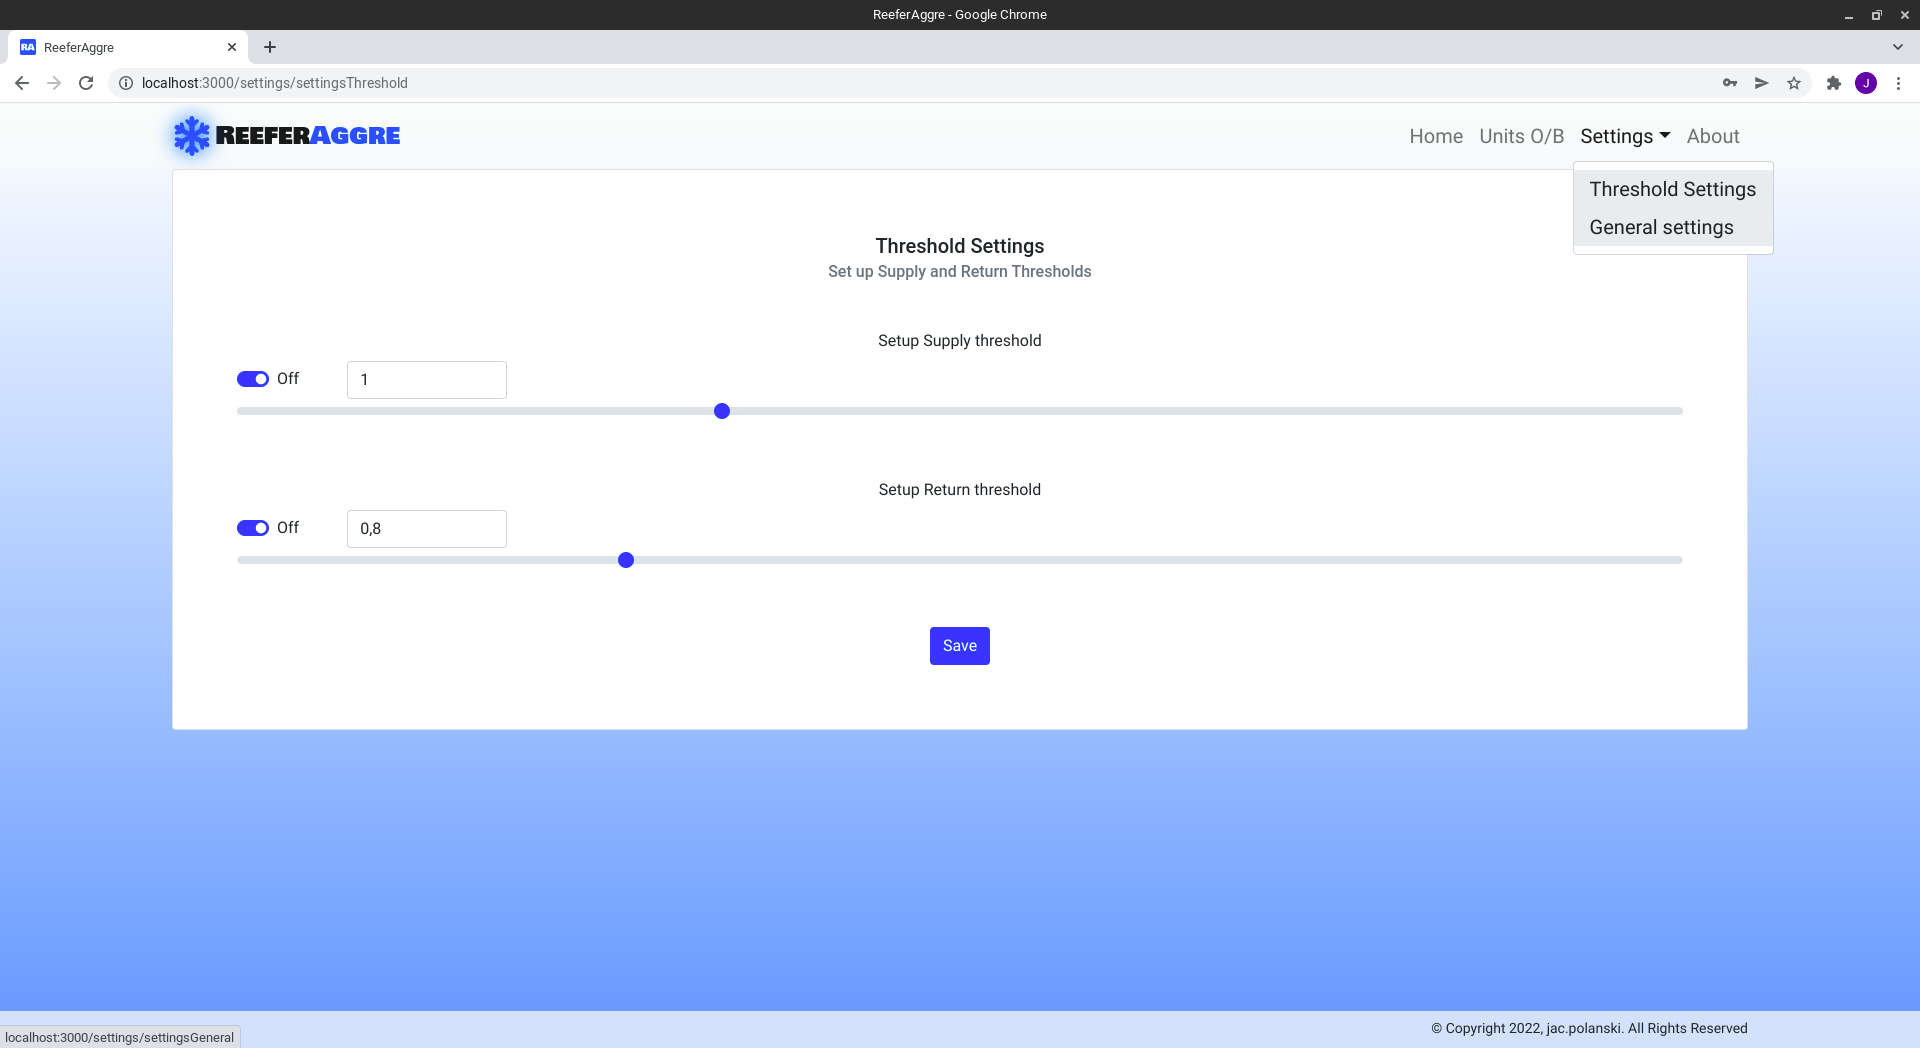 ReeferAggre - Google Chrome
RA ReeferAggre
localhost:3000/settings/settingsThreshold
J
REEFERAGGRE
Home Units O/B Settings About
Threshold Settings
General settings
Threshold Settings
Set up Supply and Return Thresholds
Setup Supply threshold
Off 1
Setup Return threshold
Off 0,8
Save
© Copyright 2022, jac.polanski. All Rights Reserved
localhost:3000/settings/settingsGeneral